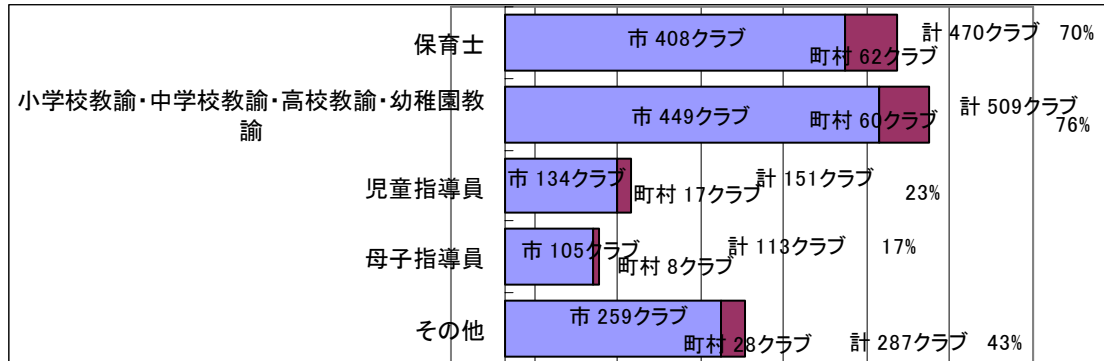 保育士
市 408クラブ
町村 62クラブ
計 470クラブ 70%
小学校教諭・中学校教諭・高校教諭・幼稚園教
諭
市 449クラブ
町村 60クラブ
計 509クラブ
76%
児童指導員
市 134クラブ
町村 17クラブ
計 151クラブ
23%
母子指導員
市 105クラブ
町村 8クラブ
計 113クラブ 17%
その他
市 259クラブ
町村 28クラブ
計 287クラブ 43%